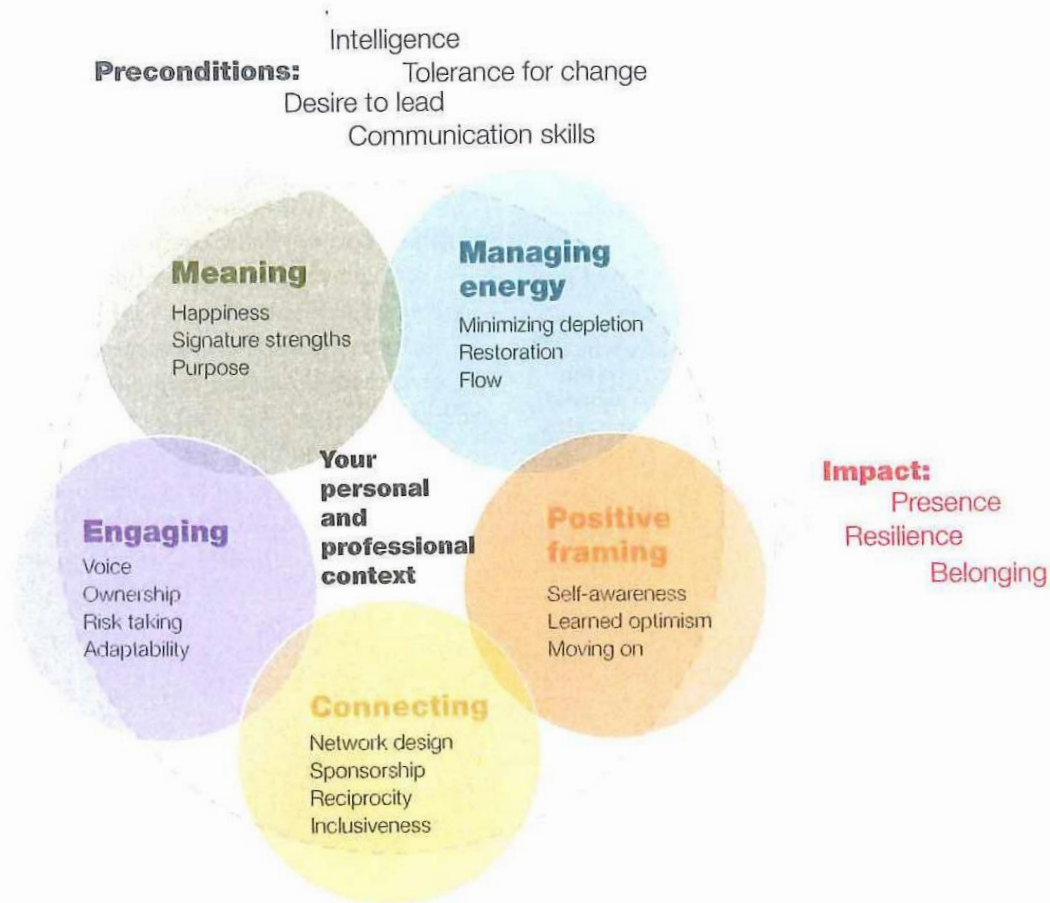 Intelligence
Preconditions:
Tolerance for change
Desire to lead
Communication skills
Meaning
Happiness
Signature strengths
Purpose
Managing
energy
Minimizing depletion
Restoration
Flow
Your
personal
and
professional
context
Engaging
Voice
Ownership
Risk taking
Adaptability
Positive
framing
Self-awareness
Learned optimism
Moving on
Connecting
Network design
Sponsorship
Reciprocity
Inclusiveness
Impact:
Presence
Resilience
Belonging